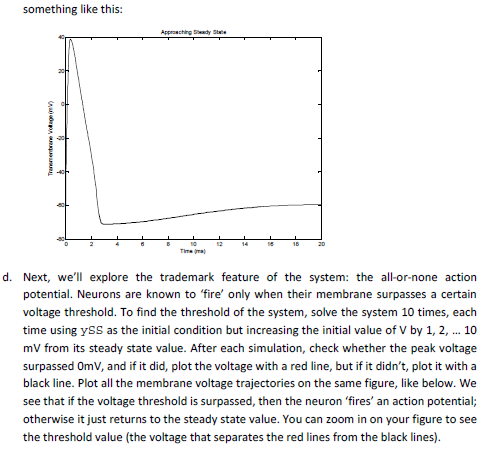 something like this:
Approaching Steady State
Transmembrane Voltage (mV)
40
20
0
-20
-40
-60
-80
0 2 4 6 8 10 12 14 16 18 20
Time (ms)
d. Next, we'll explore the trademark feature of the system: the all-or-none action
potential. Neurons are known to 'fire' only when their membrane surpasses a certain
voltage threshold. To find the threshold of the system, solve the system 10 times, each
time using ySS as the initial condition but increasing the initial value of V by 1, 2, … 10
mV from its steady state value. After each simulation, check whether the peak voltage
surpassed 0mV, and if it did, plot the voltage with a red line, but if it didn't, plot it with a
black line. Plot all the membrane voltage trajectories on the same figure, like below. We
see that if the voltage threshold is surpassed, then the neuron 'fires' an action potential;
otherwise it just returns to the steady state value. You can zoom in on your figure to see
the threshold value (the voltage that separates the red lines from the black lines).